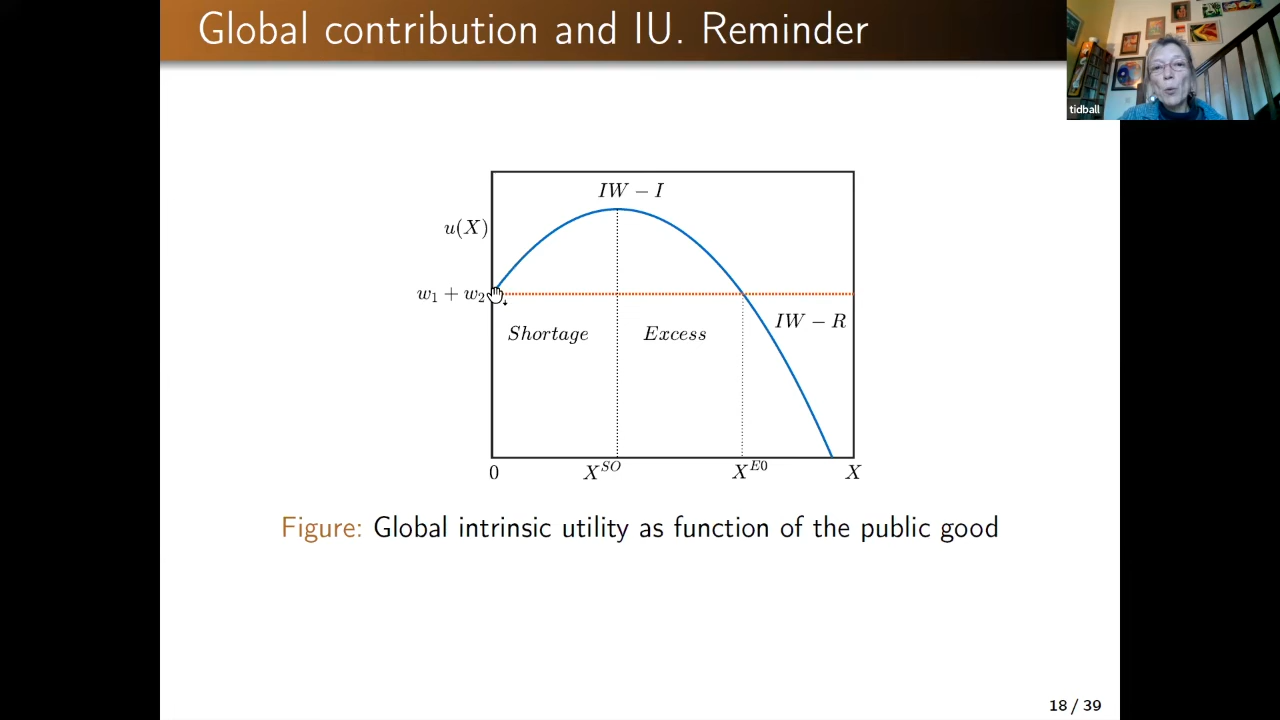 Global contribution and IU. Reminder
tidball
IW − I
u(X)
w₁ + w₂
IW − R
Shortage
Excess
0
X^{SO}
X^{E0}
X
Figure: Global intrinsic utility as function of the public good
18 / 39